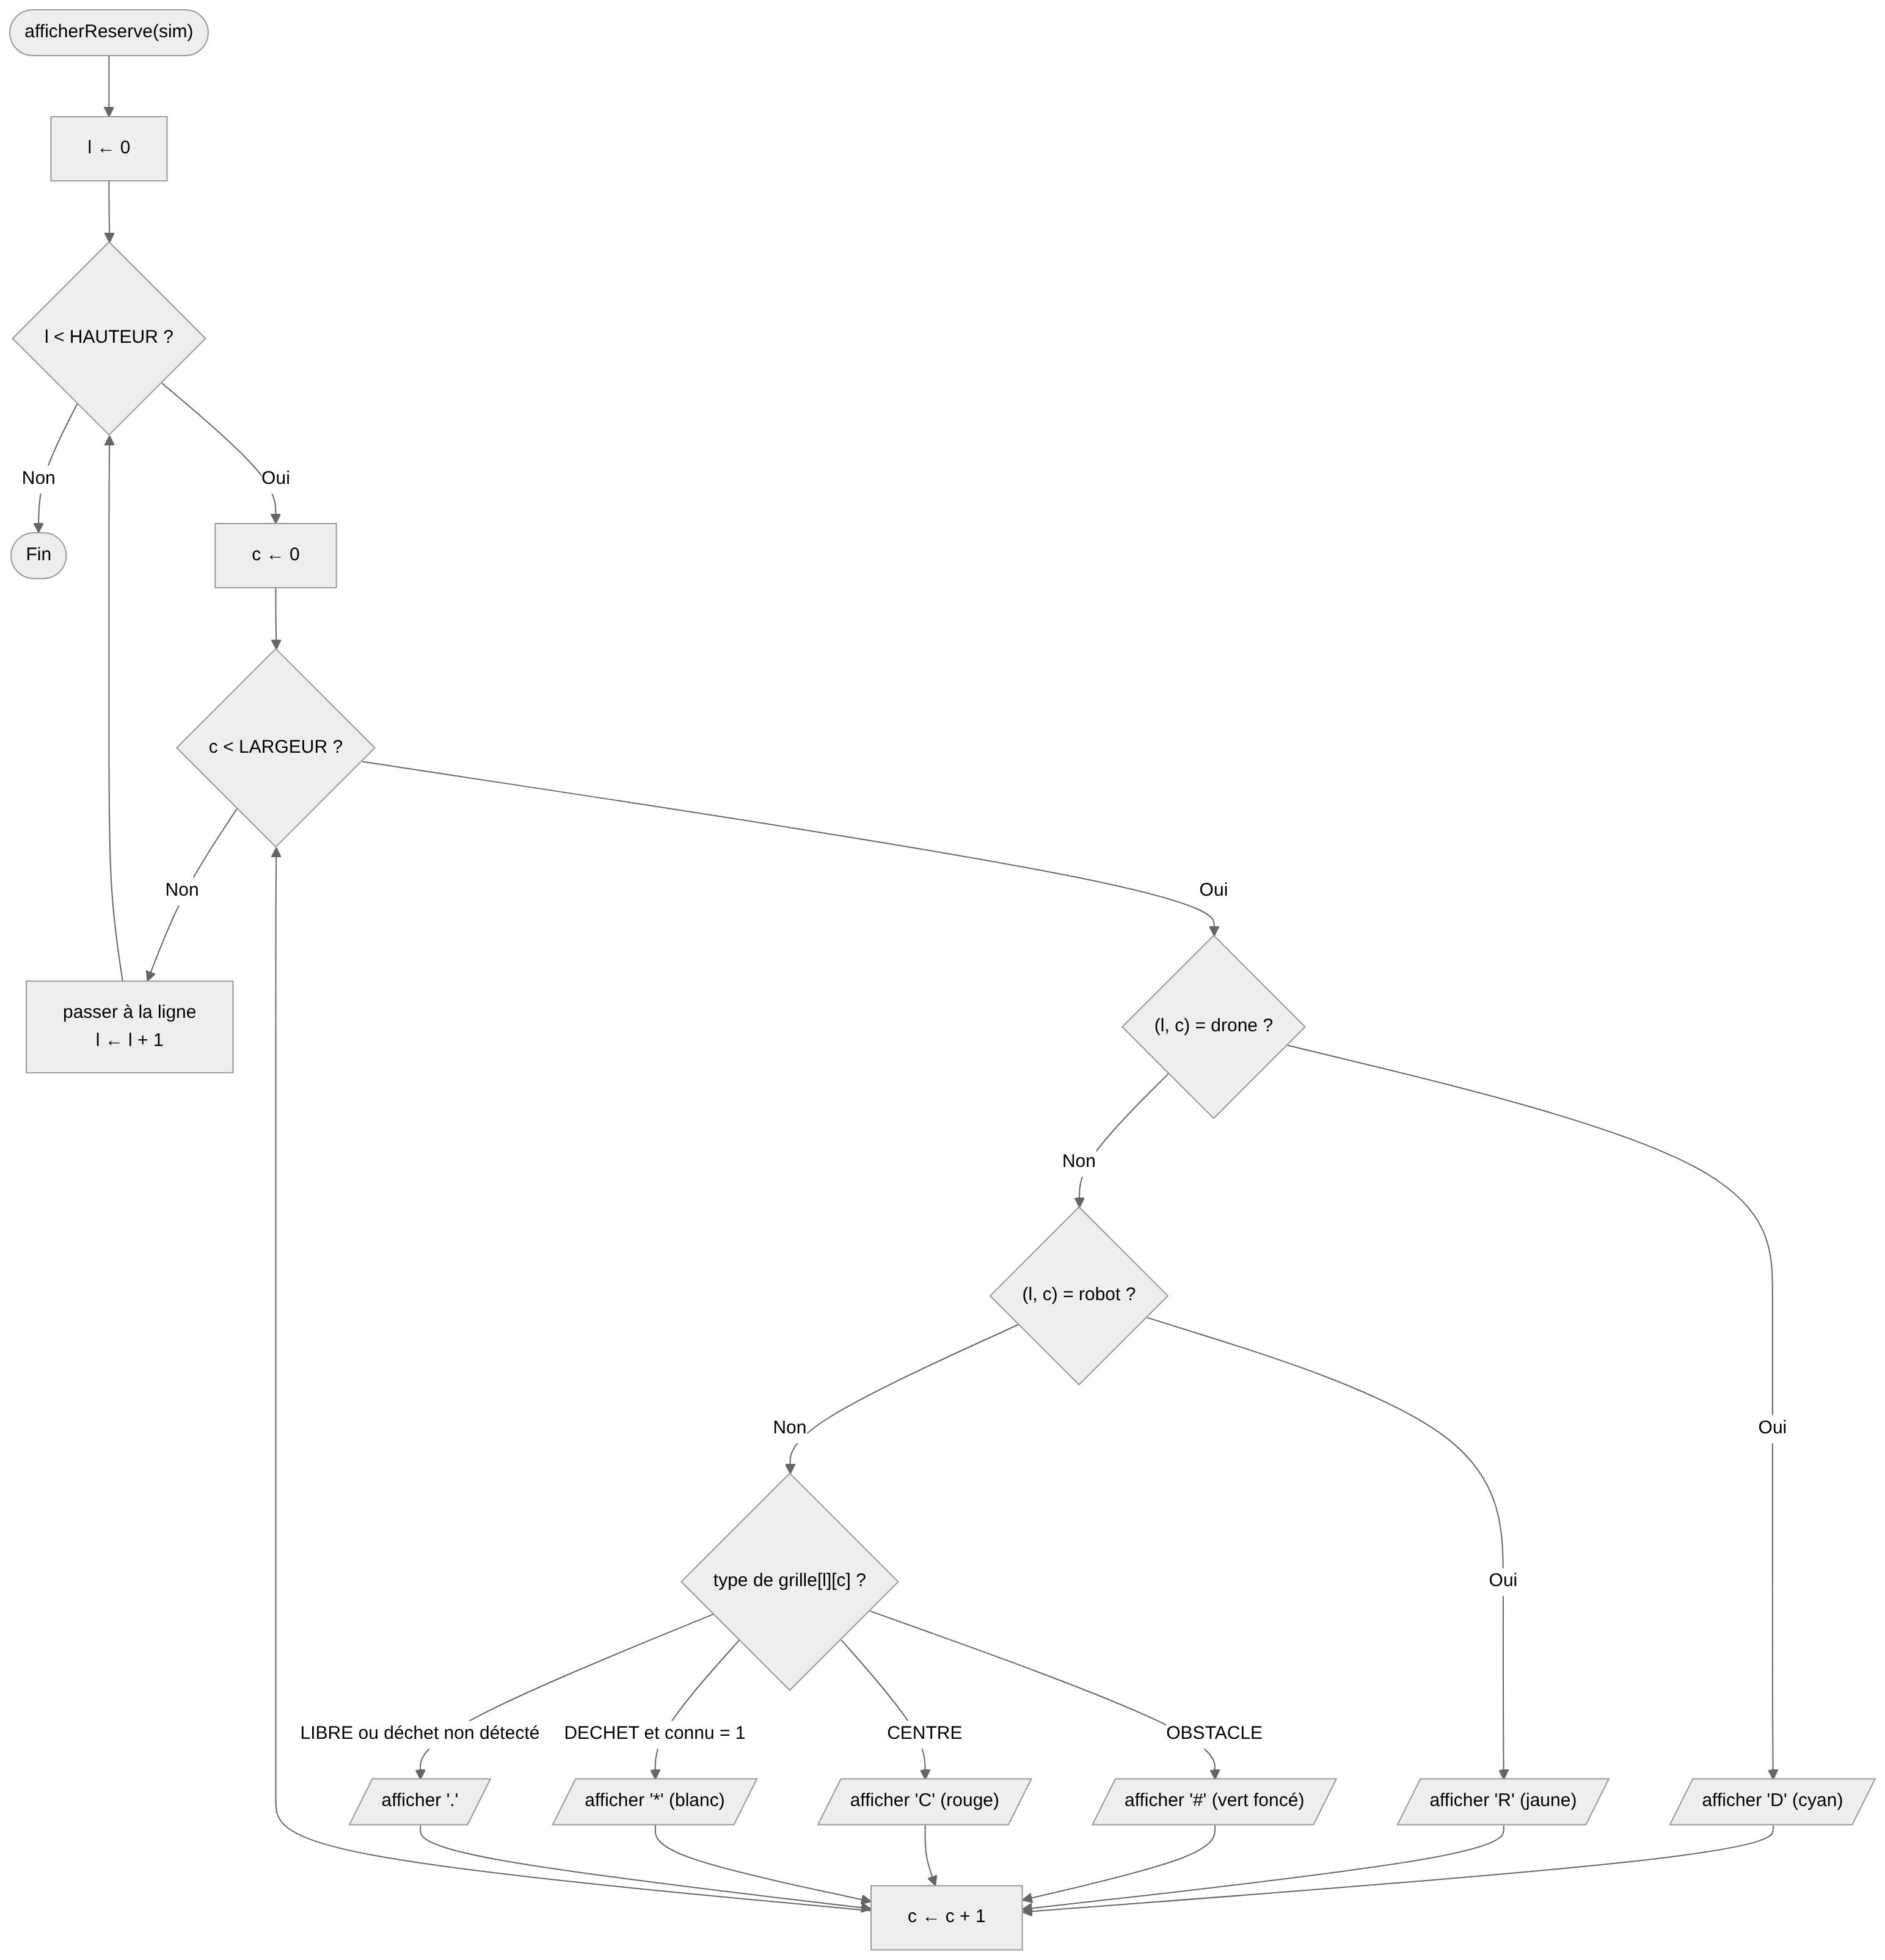 afficherReserve(sim)
l ← 0
l < HAUTEUR ?
Non
Oui
Fin
c ← 0
c < LARGEUR ?
Non
Oui
passer à la ligne
l ← l + 1
(l, c) = drone ?
Non
(l, c) = robot ?
Non
Oui
type de grille[l][c] ?
Oui
LIBRE ou déchet non détecté
DECHET et connu = 1
CENTRE
OBSTACLE
afficher '.'
afficher '*' (blanc)
afficher 'C' (rouge)
afficher '#' (vert foncé)
afficher 'R' (jaune)
afficher 'D' (cyan)
c ← c + 1